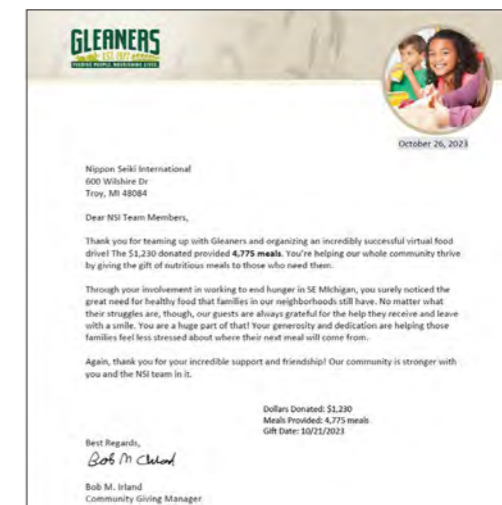 GLEANERS
EST. 1977
FEEDING PEOPLE. NOURISHING LIVES.
October 26, 2023
Nippon Seiki International
600 Wilshire Dr
Troy, MI 48084
Dear NSI Team Members,
Thank you for teaming up with Gleaners and organizing an incredibly successful virtual food
drive! The $1,230 donated provided 4,775 meals. You're helping our whole community thrive
by giving the gift of nutritious meals to those who need them.
Through your involvement in working to end hunger in SE Michigan, you surely noticed the
great need for healthy food that families in our neighborhoods still have. No matter what
their struggles are, though, our guests are always grateful for the help they receive and leave
with a smile. You are a huge part of that! Your generosity and dedication are helping those
families feel less stressed about where their next meal will come from.
Again, thank you for your incredible support and friendship! Our community is stronger with
you and the NSI team in it.
Dollars Donated: $1,230
Meals Provided: 4,775 meals
Gift Date: 10/21/2023
Best Regards,
Bob M Irland
Bob M. Irland
Community Giving Manager